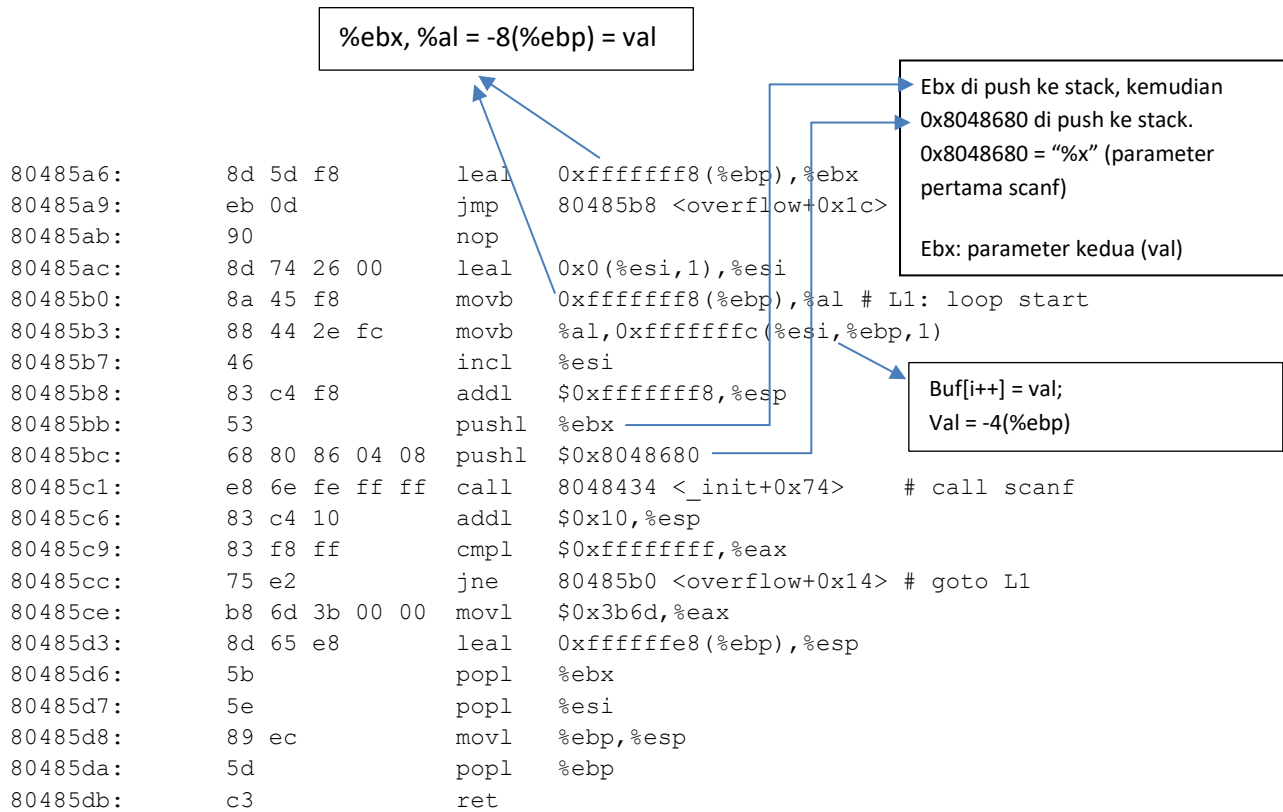 %ebx, %al = -8(%ebp) = val
Ebx di push ke stack, kemudian
0x8048680 di push ke stack.
0x8048680 = “%x” (parameter
pertama scanf)
Ebx: parameter kedua (val)
80485a6: 8d 5d f8 leal 0xfffffff8(%ebp),%ebx
80485a9: eb 0d jmp 80485b8 <overflow+0x1c>
80485ab: 90 nop
80485ac: 8d 74 26 00 leal 0x0(%esi,1),%esi
80485b0: 8a 45 f8 movb 0xfffffff8(%ebp),%al # L1: loop start
80485b3: 88 44 2e fc movb %al,0xfffffffc(%esi,%ebp,1)
80485b7: 46 incl %esi
80485b8: 83 c4 f8 addl $0xfffffff8,%esp
Buf[i++] = val;
Val = -4(%ebp)
80485bb: 53 pushl %ebx
80485bc: 68 80 86 04 08 pushl $0x8048680
80485c1: e8 6e fe ff ff call 8048434 <_init+0x74> # call scanf
80485c6: 83 c4 10 addl $0x10,%esp
80485c9: 83 f8 ff cmpl $0xffffffff,%eax
80485cc: 75 e2 jne 80485b0 <overflow+0x14> # goto L1
80485ce: b8 6d 3b 00 00 movl $0x3b6d,%eax
80485d3: 8d 65 e8 leal 0xffffffe8(%ebp),%esp
80485d6: 5b popl %ebx
80485d7: 5e popl %esi
80485d8: 89 ec movl %ebp,%esp
80485da: 5d popl %ebp
80485db: c3 ret